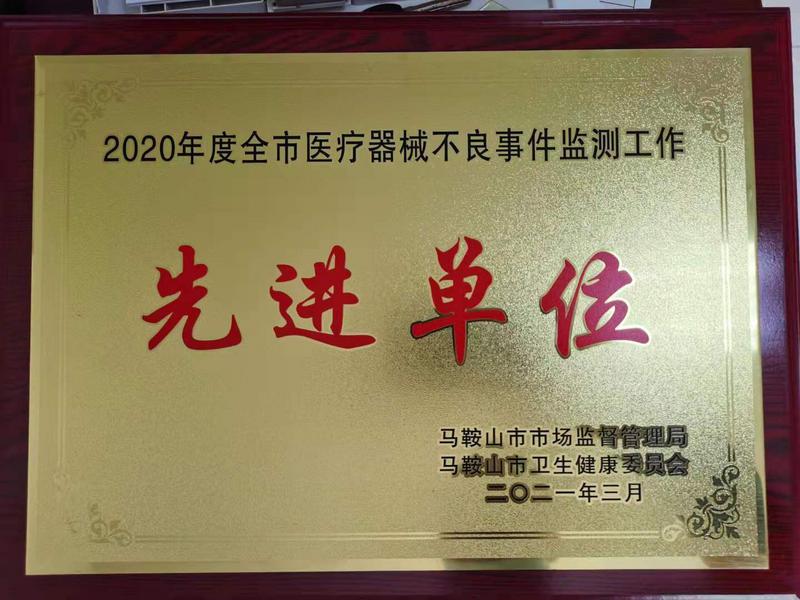 2020年度全市医疗器械不良事件监测工作
先进单位
马鞍山市市场监督管理局
马鞍山市卫生健康委员会
二〇二一年三月